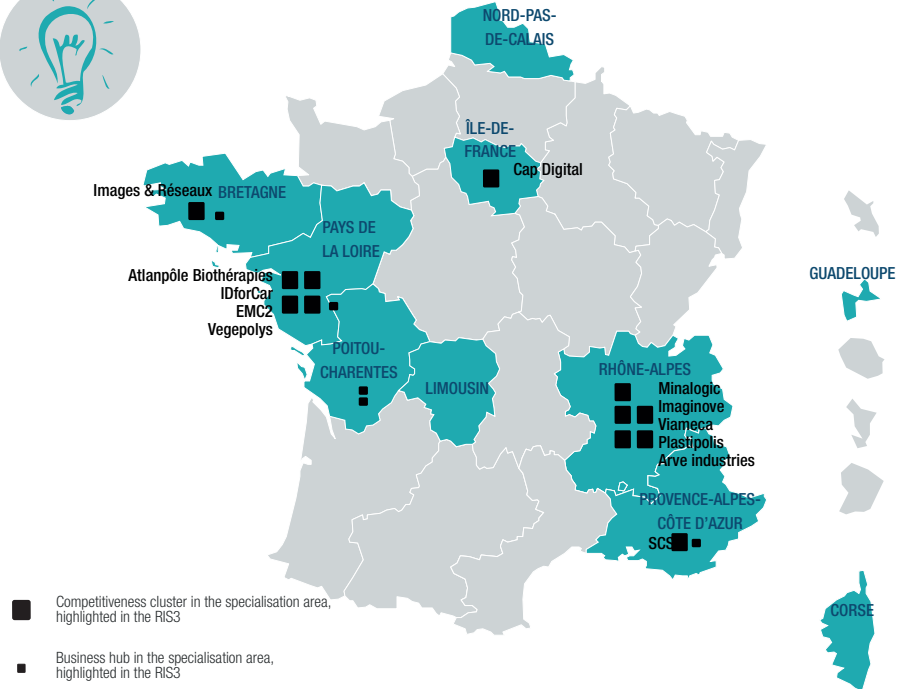 NORD-PAS-
DE-CALAIS
ÎLE-DE-
FRANCE
Cap Digital
Images & Réseaux
BRETAGNE
PAYS DE
LA LOIRE
Atlanpôle Biothérapies
IDforCar
EMC2
Vegepolys
GUADELOUPE
POITOU-
CHARENTES
LIMOUSIN
RHÔNE-ALPES
Minalogic
Imaginove
Viameca
Plastipolis
Arve industries
PROVENCE-ALPES-
CÔTE D'AZUR
SCS
CORSE
Competitiveness cluster in the specialisation area,
highlighted in the RIS3
Business hub in the specialisation area,
highlighted in the RIS3